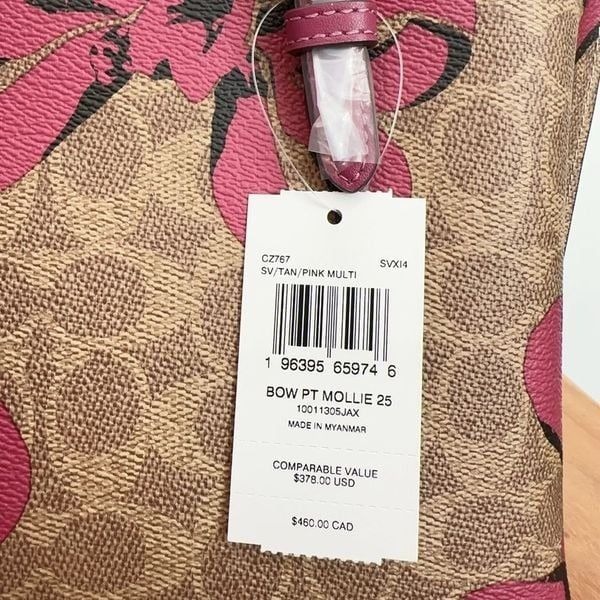 CZ767 SVXI4
SV/TAN/PINK MULTI
1 96395 65974 6
BOW PT MOLLIE 25
10011305JAX
MADE IN MYANMAR
COMPARABLE VALUE
$378.00 USD
$460.00 CAD